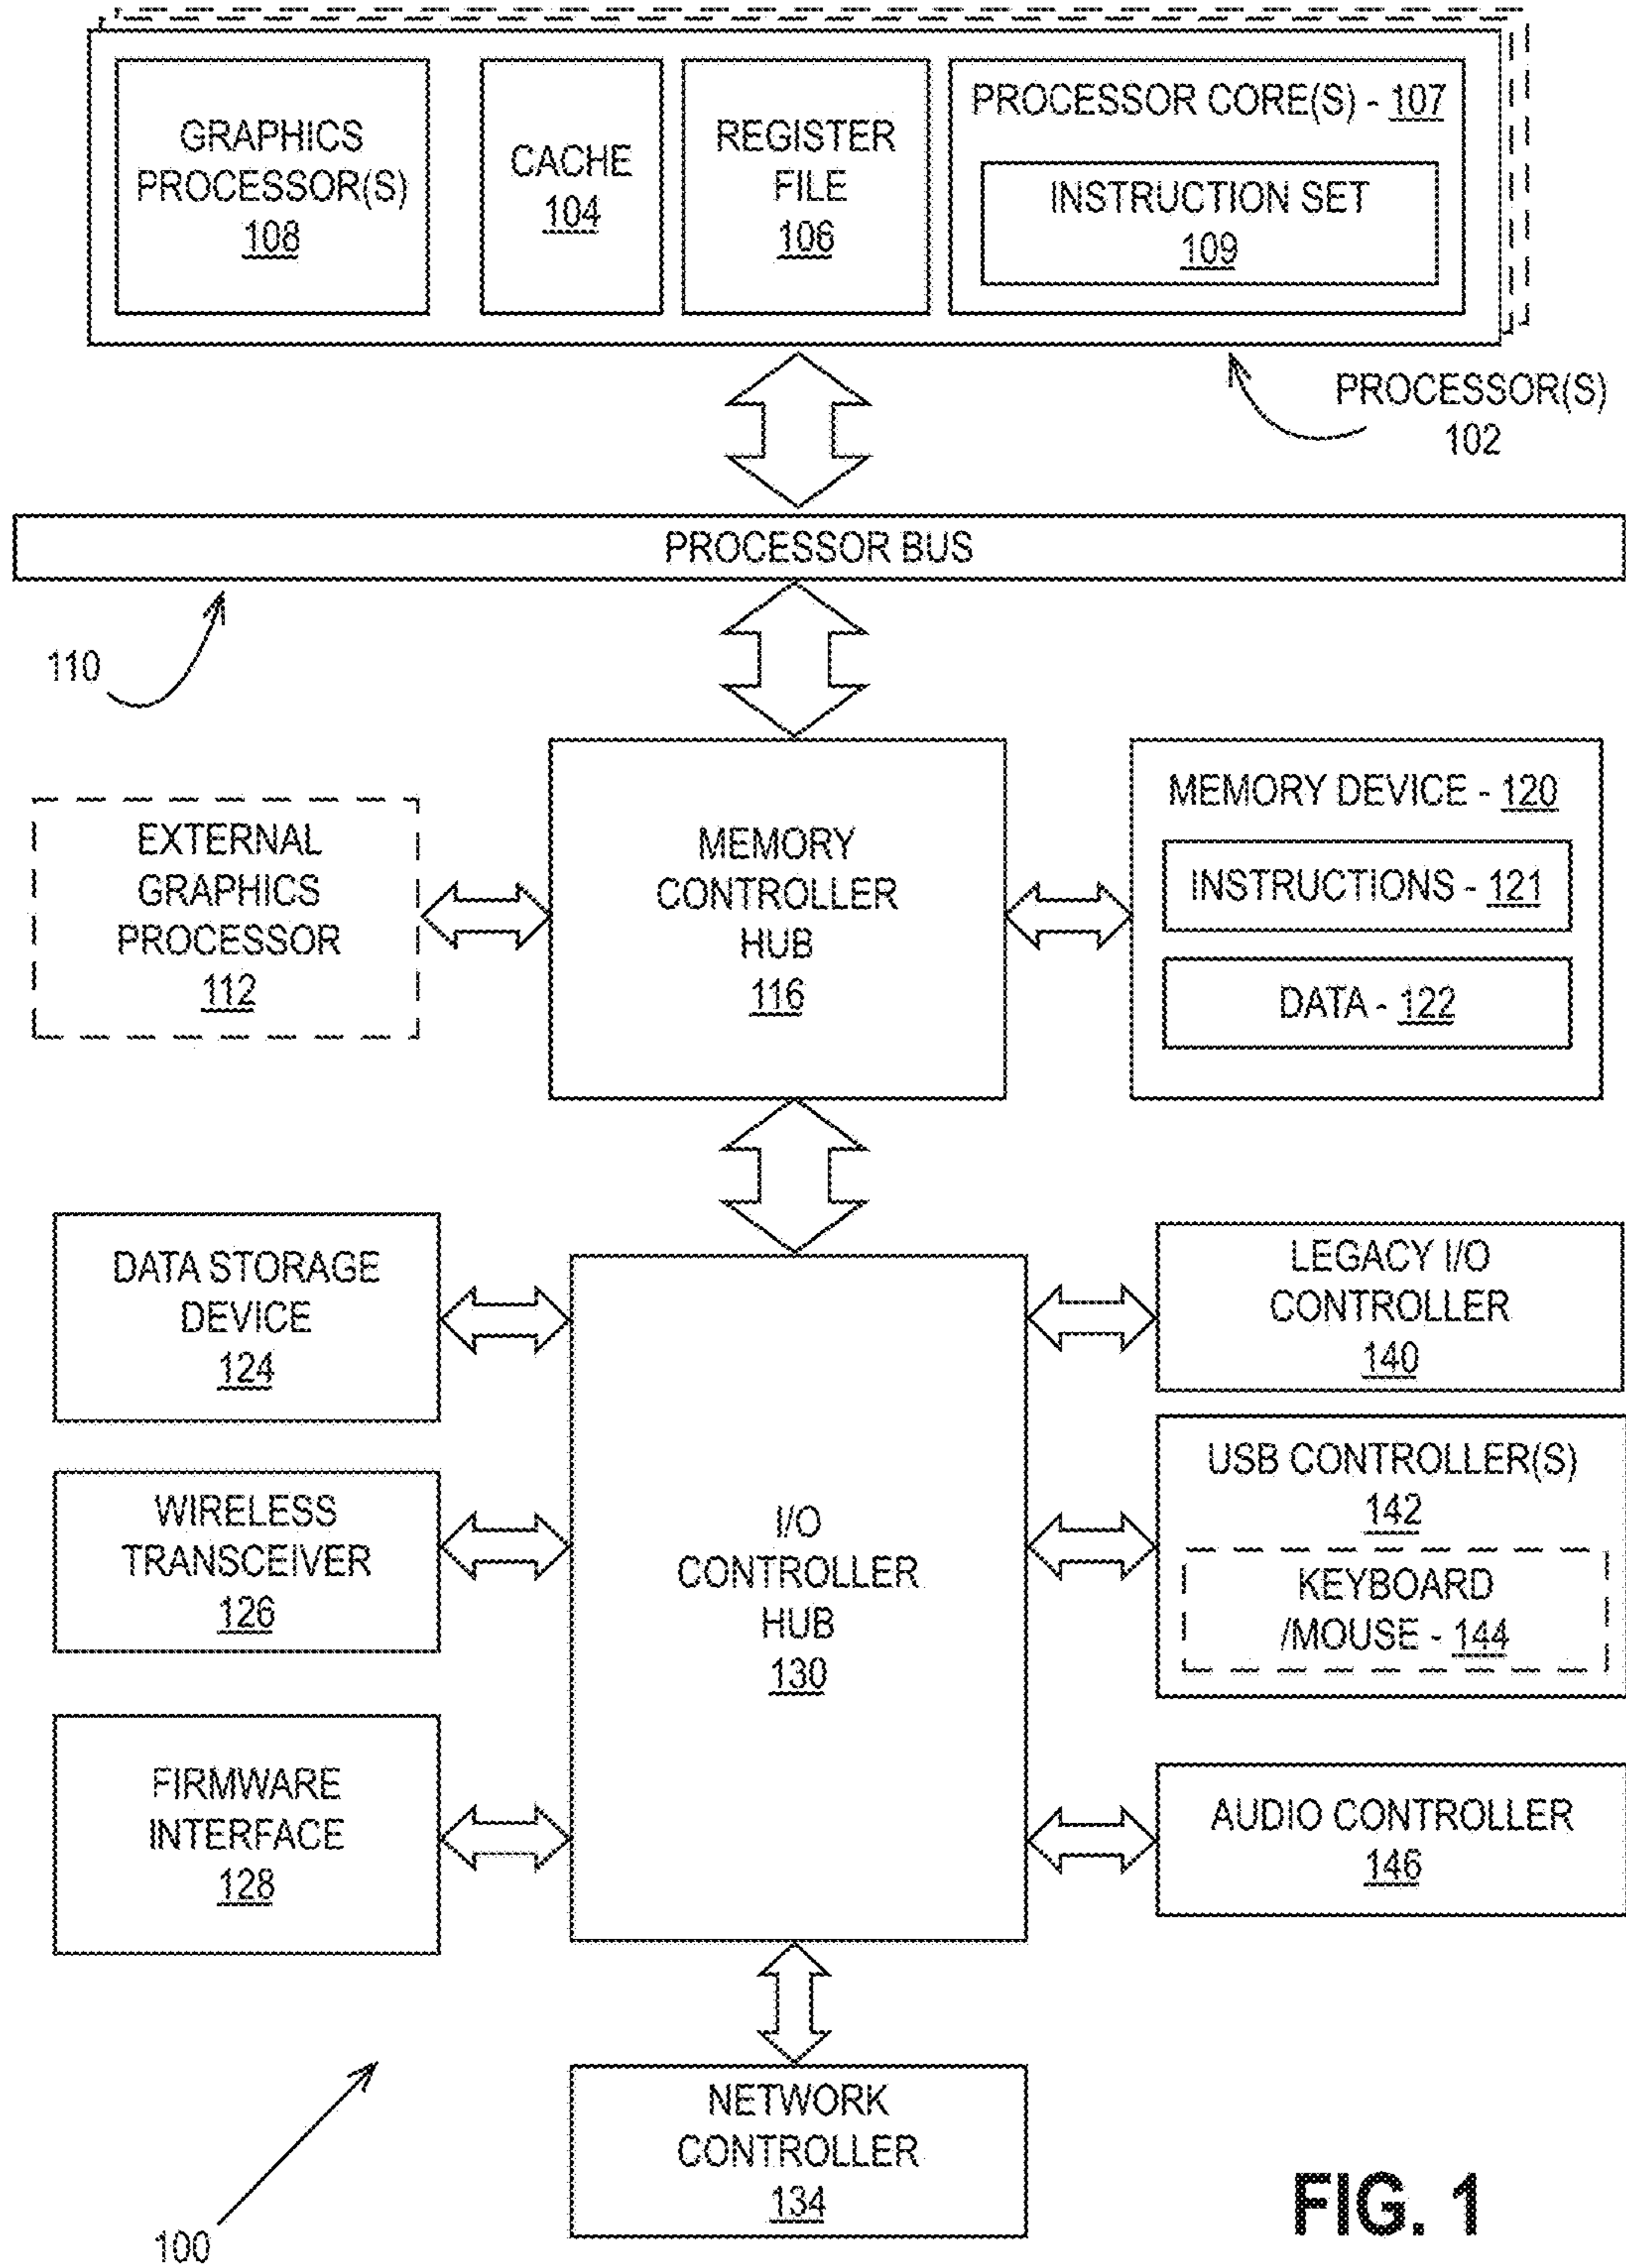 GRAPHICS
PROCESSOR(S)
108
CACHE
104
REGISTER
FILE
106
PROCESSOR CORE(S) - 107
INSTRUCTION SET
109
PROCESSOR(S)
102
PROCESSOR BUS
110
EXTERNAL
GRAPHICS
PROCESSOR
112
MEMORY
CONTROLLER
HUB
116
MEMORY DEVICE - 120
INSTRUCTIONS - 121
DATA - 122
DATA STORAGE
DEVICE
124
WIRELESS
TRANSCEIVER
126
FIRMWARE
INTERFACE
128
I/O
CONTROLLER
HUB
130
LEGACY I/O
CONTROLLER
140
USB CONTROLLER(S)
142
KEYBOARD
/MOUSE - 144
AUDIO CONTROLLER
146
NETWORK
CONTROLLER
134
100
FIG. 1